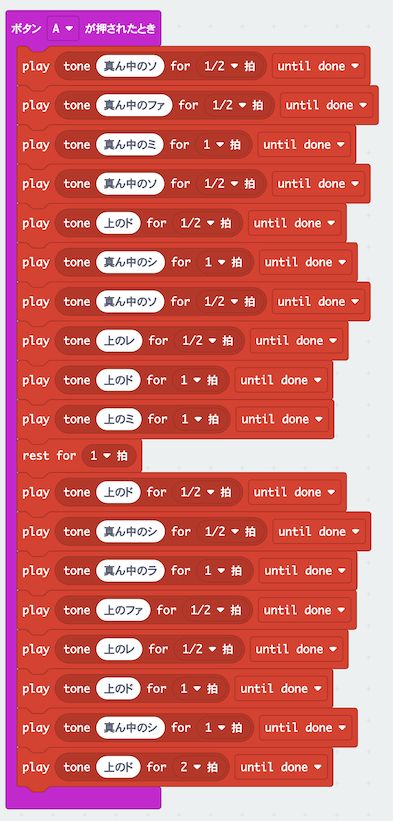 ボタン A が押されたとき
play tone 真ん中のソ for 1/2 拍 until done
play tone 真ん中のファ for 1/2 拍 until done
play tone 真ん中のミ for 1 拍 until done
play tone 真ん中のソ for 1/2 拍 until done
play tone 上のド for 1/2 拍 until done
play tone 真ん中のシ for 1 拍 until done
play tone 真ん中のソ for 1/2 拍 until done
play tone 上のレ for 1/2 拍 until done
play tone 上のド for 1 拍 until done
play tone 上のミ for 1 拍 until done
rest for 1 拍
play tone 上のド for 1/2 拍 until done
play tone 真ん中のシ for 1/2 拍 until done
play tone 真ん中のラ for 1 拍 until done
play tone 上のファ for 1/2 拍 until done
play tone 上のレ for 1/2 拍 until done
play tone 上のド for 1 拍 until done
play tone 真ん中のシ for 1 拍 until done
play tone 上のド for 2 拍 until done